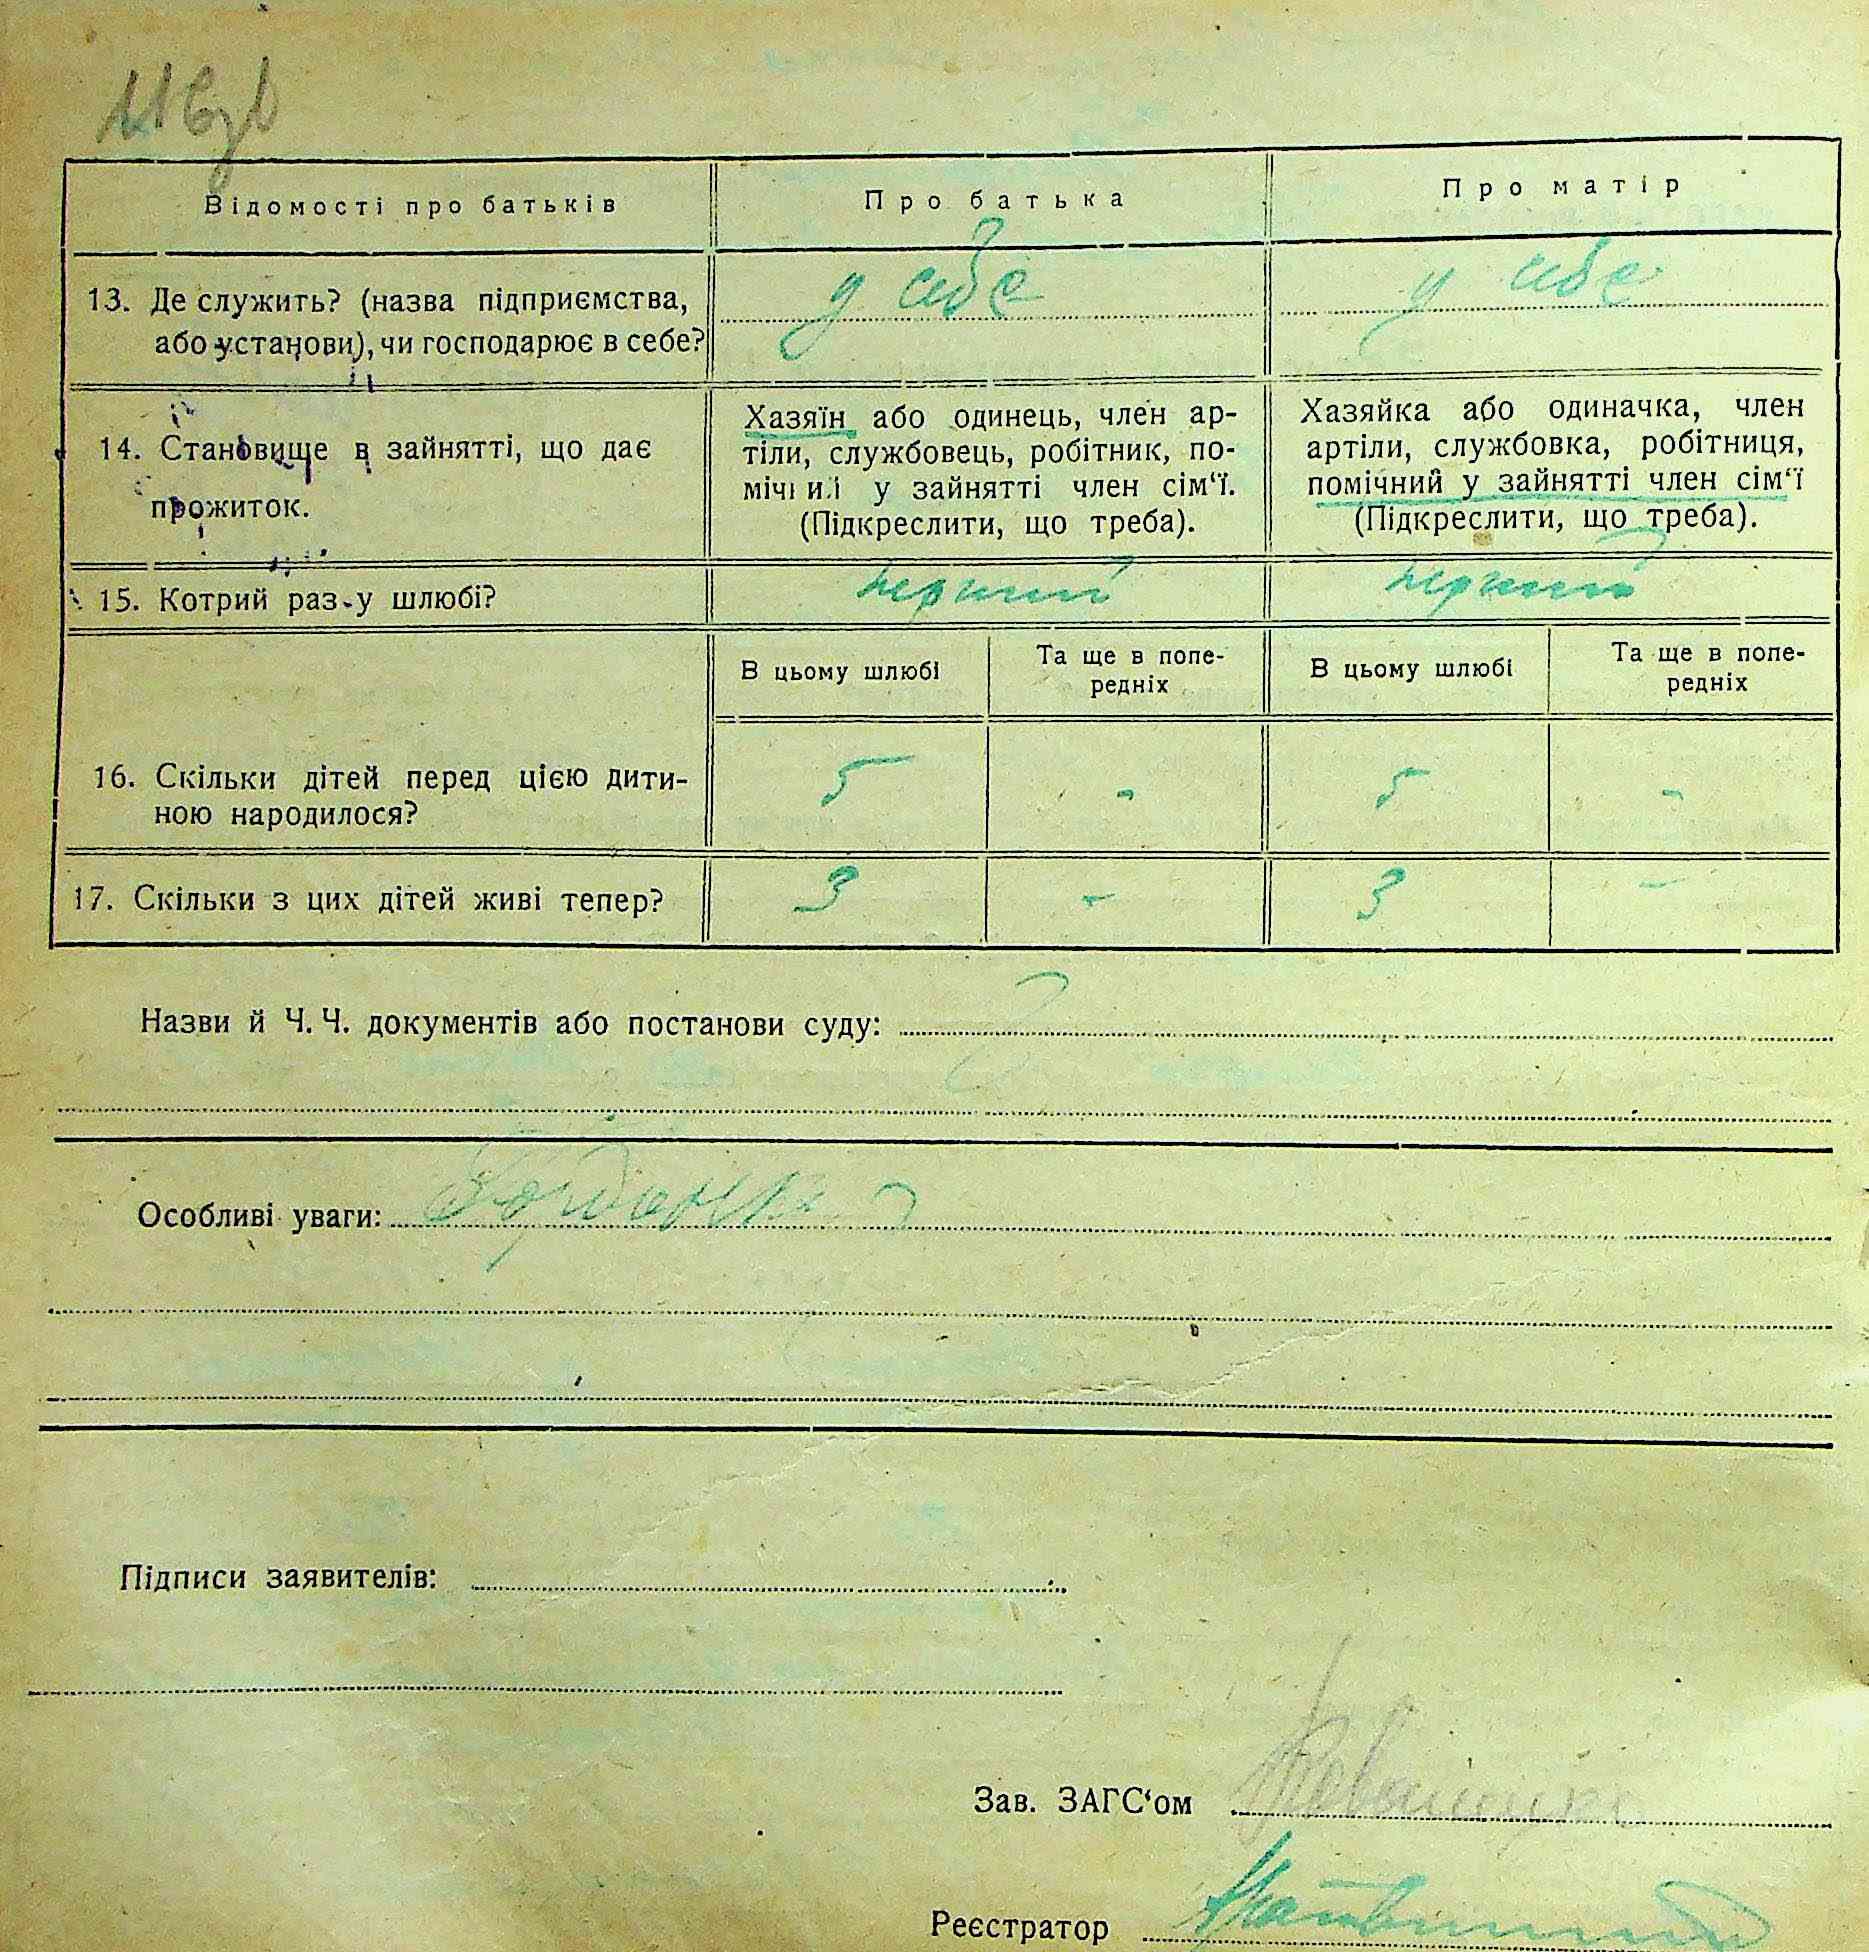 Відомості про батьків
Про батька
Про матір
13. Де служить? (назва підприємства,
або установи), чи господарює в себе?
у себе
у себе
14. Становище в зайнятті, що дає
прожиток.
Хазяїн або одинець, член ар-
тіли, службовець, робітник, по-
мічний у зайнятті член сім‘ї.
(Підкреслити, що треба).
Хазяйка або одиначка, член
артіли, службовка, робітниця,
помічний у зайнятті член сім‘ї
(Підкреслити, що треба).
15. Котрий раз у шлюбі?
перший
перший
В цьому шлюбі
Та ще в попе-
редніх
В цьому шлюбі
Та ще в попе-
редніх
16. Скільки дітей перед цією дити-
ною народилося?
5 - 5 -
17. Скільки з цих дітей живі тепер?
3 - 3 -
Назви й Ч. Ч. документів або постанови суду:
Особливі уваги:
Підписи заявителів:
Зав. ЗАГС‘ом
Реєстратор